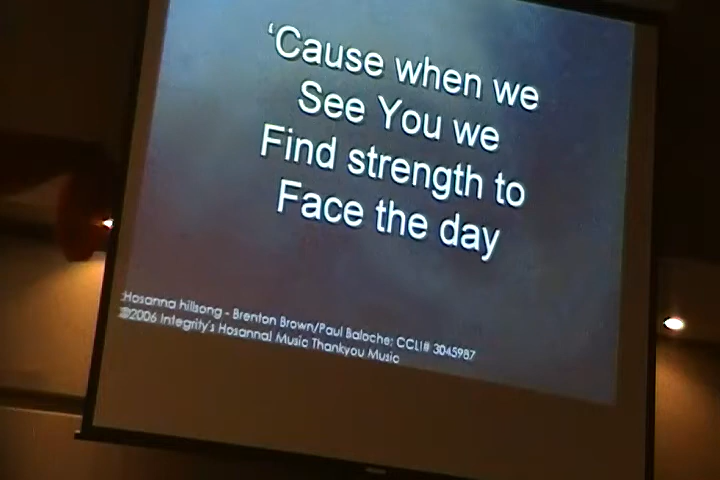 ‘Cause when we
See You we
Find strength to
Face the day
Hosanna hillsong - Brenton Brown/Paul Baloche; CCLI# 3045987
©2006 Integrity's Hosanna! Music Thankyou Music